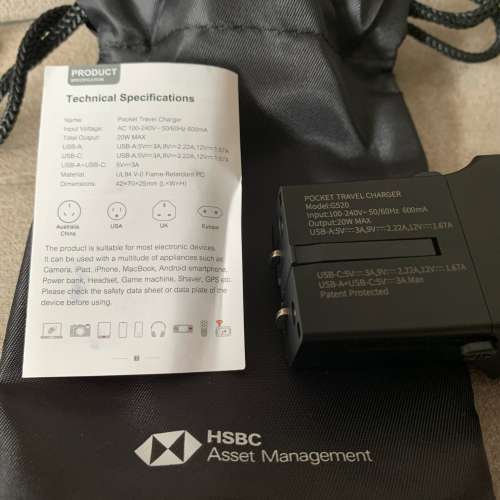 PRODUCT
SPECIFICATION
Technical Specifications
Name: Pocket Travel Charger
Input Voltage: AC 100-240V~50/60Hz 600mA
Total Output: 20W MAX
USB-A: USB-A:5V⎓3A,9V⎓2.22A,12V⎓1.67A
USB-C: USB-A:5V⎓3A,9V⎓2.22A,12V⎓1.67A
USB-A+USB-C: 5V⎓3A
Material: UL94 V-0 Flame-Retardant PC
Dimensions: 42×70×25mm (L×W×H)
Australia, China
USA
UK
Europe
The product is suitable for most electronic devices.
It can be used with a multitude of appliances such as
Camera, iPad, iPhone, MacBook, Android smartphone,
Power bank, Headset, Game machine, Shaver, GPS etc.
Please check the safety data sheet or data plate of the
device before using.
POCKET TRAVEL CHARGER
Model:G520
Input:100-240V~50/60Hz 600mA
Output:20W MAX
USB-A:5V⎓3A,9V⎓2.22A,12V⎓1.67A
USB-C:5V⎓3A,9V⎓2.22A,12V⎓1.67A
USB-A+USB-C:5V⎓3A Max
Patent Protected
HSBC
Asset Management